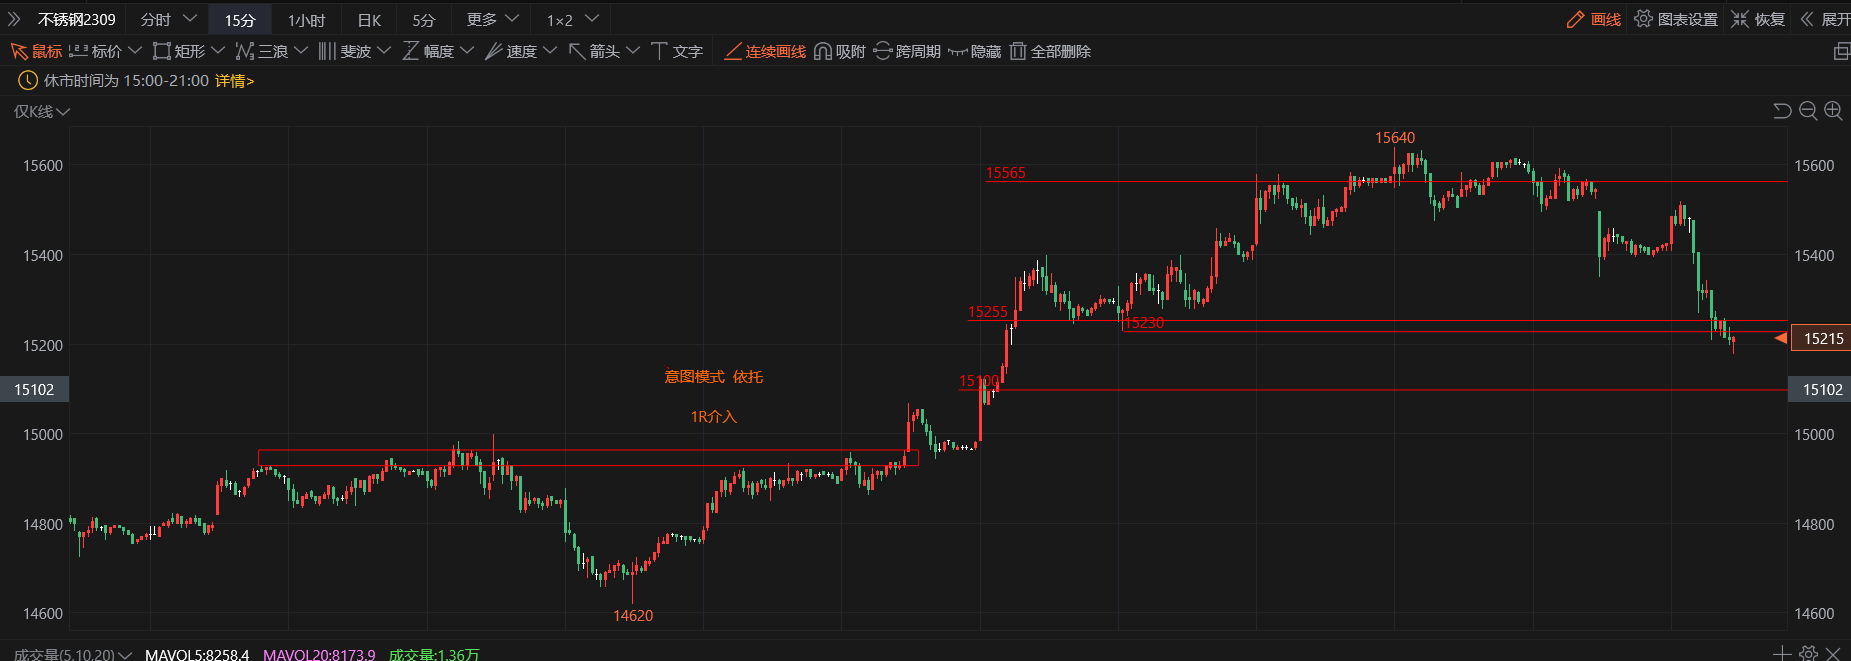 不锈钢2309 分时 15分 1小时 日K 5分 更多 1×2 画线 图表设置 恢复 展开
鼠标 123 标价 矩形 三浪 斐波 幅度 速度 箭头 文字 连续画线 吸附 跨周期 隐藏 全部删除
休市时间为 15:00-21:00 详情>
仅K线
15640
15600 15565 15600
15400 15400
15255
15230
15215
15200
意图模式 依托
15100
15102 15102
1R介入
15000 15000
14800 14800
14620
14600 14600
成交量(5,10,20) MAVOL5:8258.4 MAVOL20:8173.9 成交量:1.36万